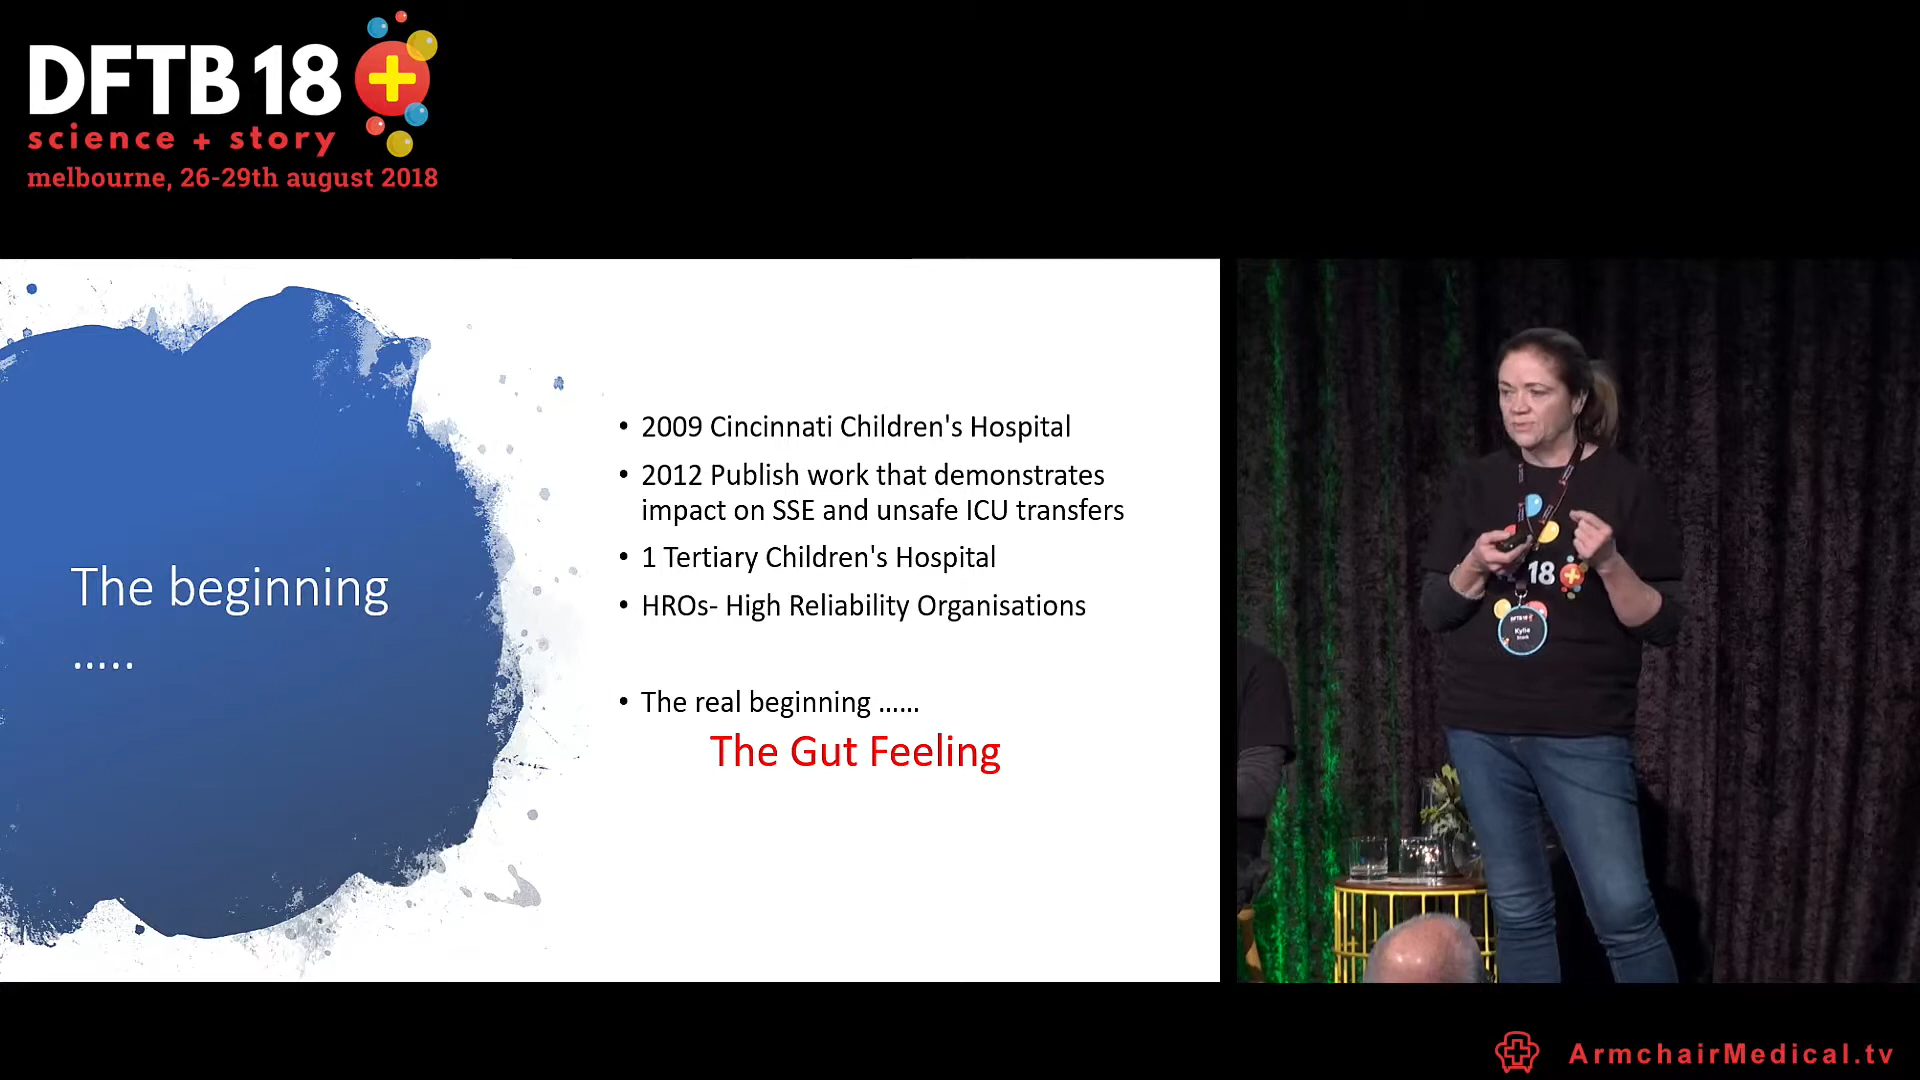 DFTB 18
science + story
melbourne, 26-29th august 2018
The beginning
.....
• 2009 Cincinnati Children's Hospital
• 2012 Publish work that demonstrates
impact on SSE and unsafe ICU transfers
• 1 Tertiary Children's Hospital
• HROs- High Reliability Organisations
• The real beginning ......
The Gut Feeling
18
DFTB18
Kylie
ArmchairMedical.tv